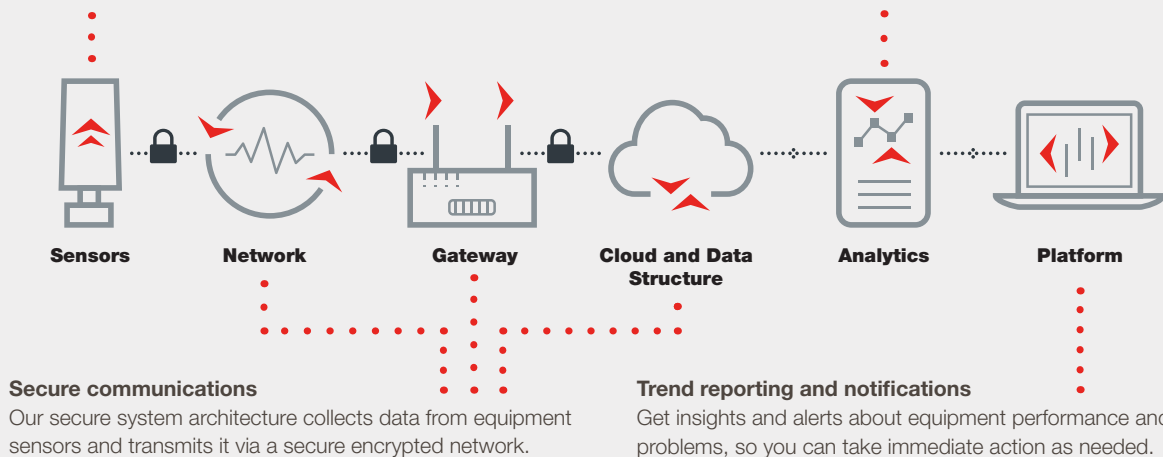 Sensors
Network
Gateway
Cloud and Data
Structure
Analytics
Platform
Secure communications
Our secure system architecture collects data from equipment
sensors and transmits it via a secure encrypted network.
Trend reporting and notifications
Get insights and alerts about equipment performance and
problems, so you can take immediate action as needed.